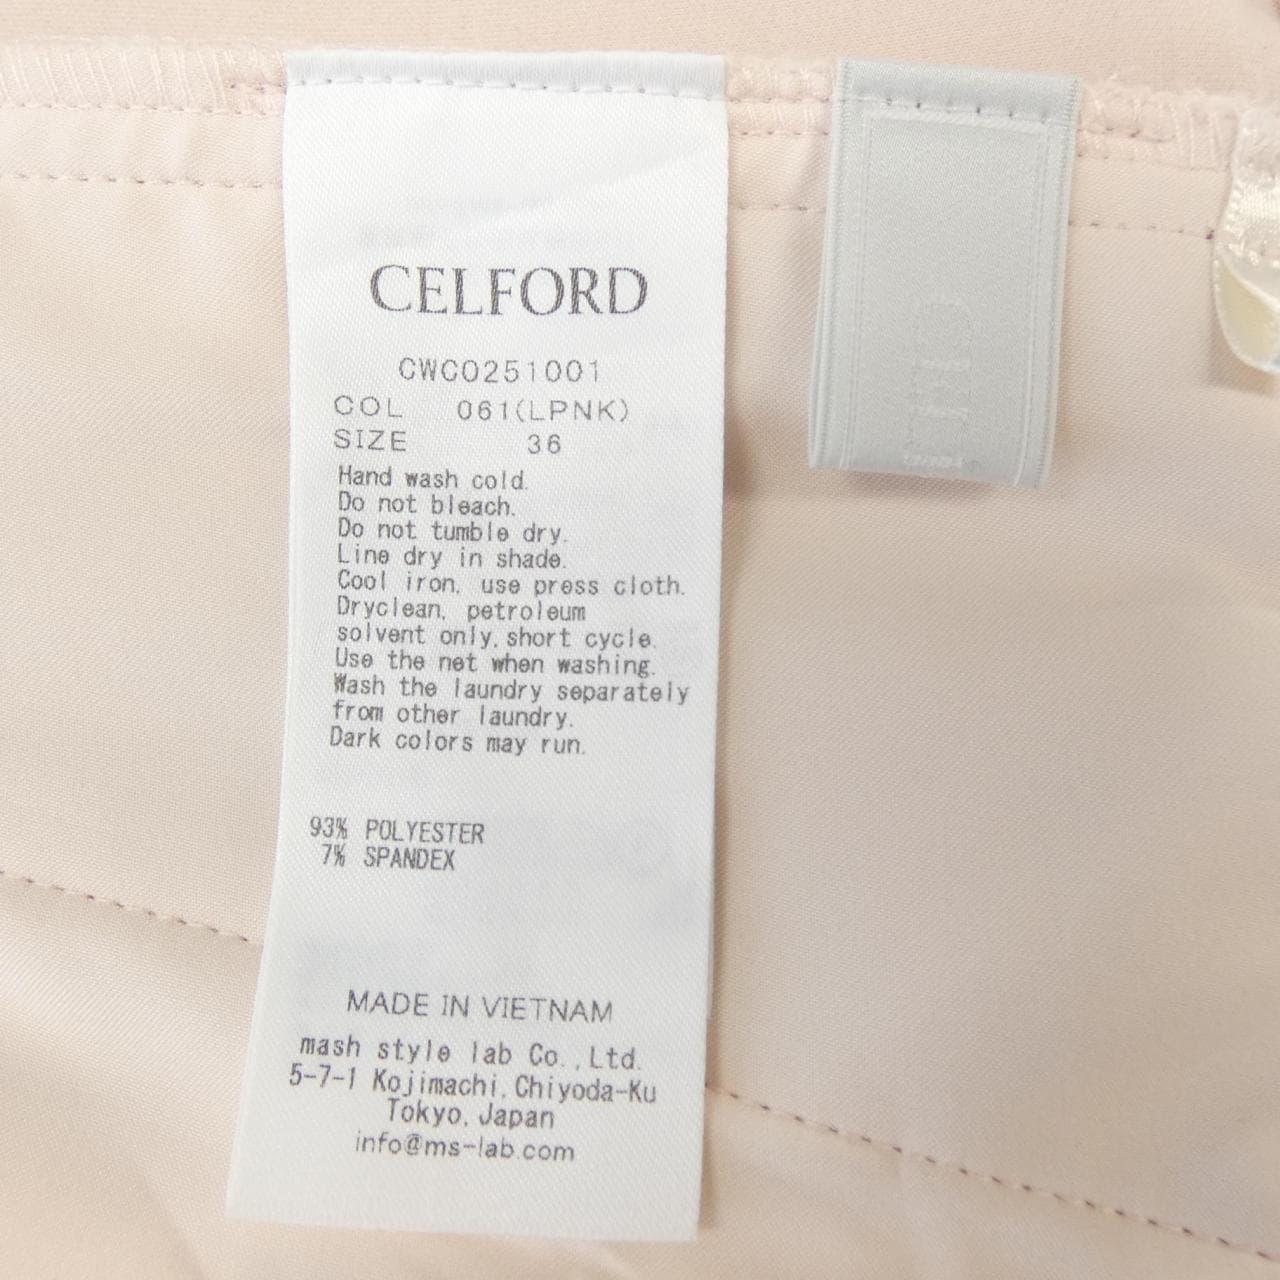 CELFORD
CWC0251001
COL 061(LPNK)
SIZE 36
Hand wash cold.
Do not bleach.
Do not tumble dry.
Line dry in shade.
Cool iron, use press cloth.
Dryclean, petroleum
solvent only,short cycle.
Use the net when washing.
Wash the laundry separately
from other laundry.
Dark colors may run.
93% POLYESTER
7% SPANDEX
MADE IN VIETNAM
mash style lab Co.,Ltd.
5-7-1 Kojimachi,Chiyoda-Ku
Tokyo,Japan
info@ms-lab.com